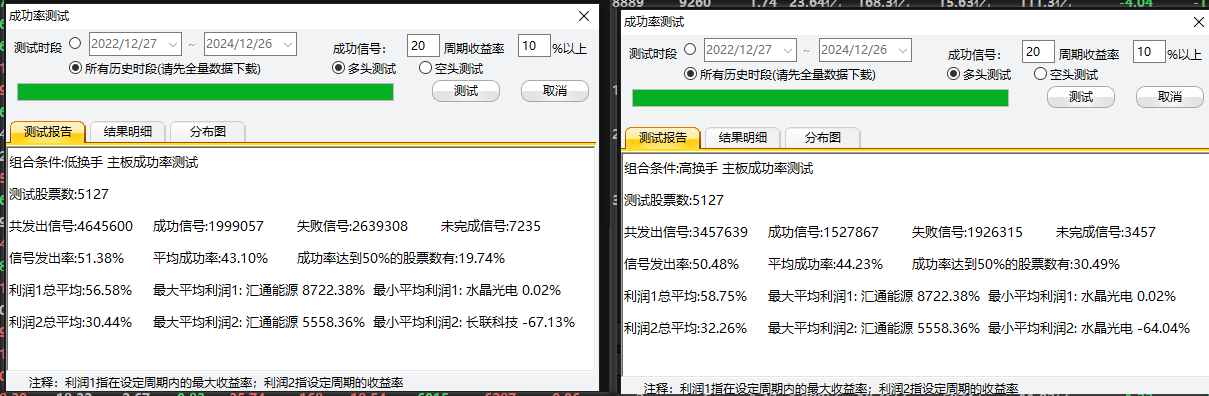 8889 9260 1.74 23.64亿 168.3亿 15.63亿 111.3亿 -4.04
成功率测试
测试时段 2022/12/27 ~ 2024/12/26 成功信号: 20 周期收益率 10 %以上
所有历史时段(请先全量数据下载) 多头测试 空头测试
测试 取消
测试报告 结果明细 分布图
组合条件:低换手 主板成功率测试
测试股票数:5127
共发出信号:4645600 成功信号:1999057 失败信号:2639308 未完成信号:7235
信号发出率:51.38% 平均成功率:43.10% 成功率达到50%的股票数有:19.74%
利润1总平均:56.58% 最大平均利润1: 汇通能源 8722.38% 最小平均利润1: 水晶光电 0.02%
利润2总平均:30.44% 最大平均利润2: 汇通能源 5558.36% 最小平均利润2: 长联科技 -67.13%
注释：利润1指在设定周期内的最大收益率；利润2指设定周期的收益率
成功率测试
测试时段 2022/12/27 ~ 2024/12/26 成功信号: 20 周期收益率 10 %以上
所有历史时段(请先全量数据下载) 多头测试 空头测试
测试 取消
测试报告 结果明细 分布图
组合条件:高换手 主板成功率测试
测试股票数:5127
共发出信号:3457639 成功信号:1527867 失败信号:1926315 未完成信号:3457
信号发出率:50.48% 平均成功率:44.23% 成功率达到50%的股票数有:30.49%
利润1总平均:58.75% 最大平均利润1: 汇通能源 8722.38% 最小平均利润1: 水晶光电 0.02%
利润2总平均:32.26% 最大平均利润2: 汇通能源 5558.36% 最小平均利润2: 水晶光电 -64.04%
注释：利润1指在设定周期内的最大收益率；利润2指设定周期的收益率